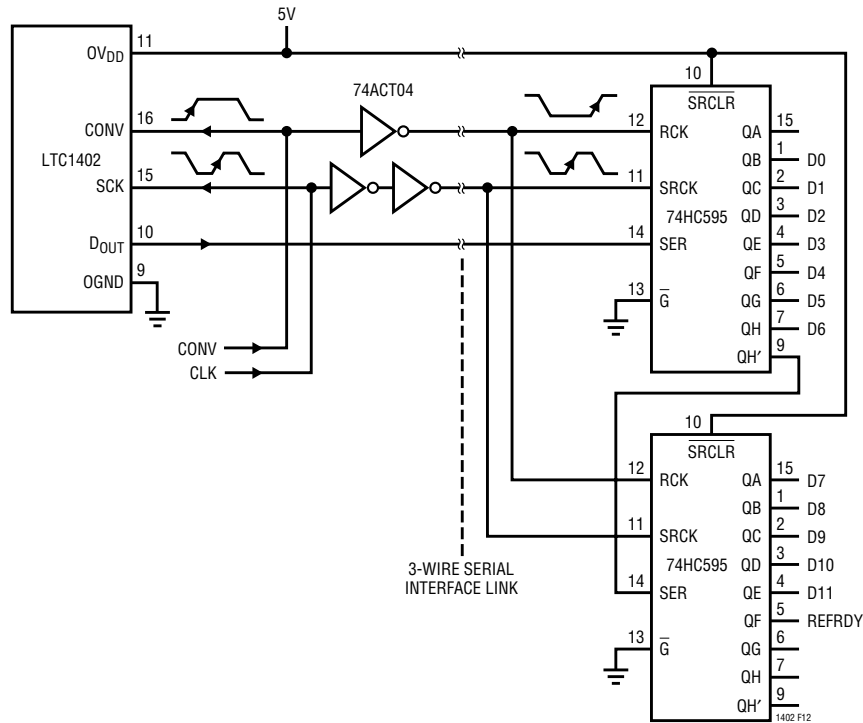 5V
11
OVDD
74ACT04
10
SRCLR
CONV
16
12
RCK
QA
15
LTC1402
QB
1
D0
SCK
15
11
SRCK
QC
2
D1
74HC595
QD
3
D2
DOUT
10
14
SER
QE
4
D3
OGND
9
QF
5
D4
13
G
QG
6
D5
QH
7
D6
QH′
9
CONV
CLK
10
SRCLR
12
RCK
QA
15
D7
QB
1
D8
11
SRCK
QC
2
D9
74HC595
QD
3
D10
3-WIRE SERIAL
INTERFACE LINK
14
SER
QE
4
D11
QF
5
REFRDY
13
G
QG
6
QH
7
QH′
9
1402 F12